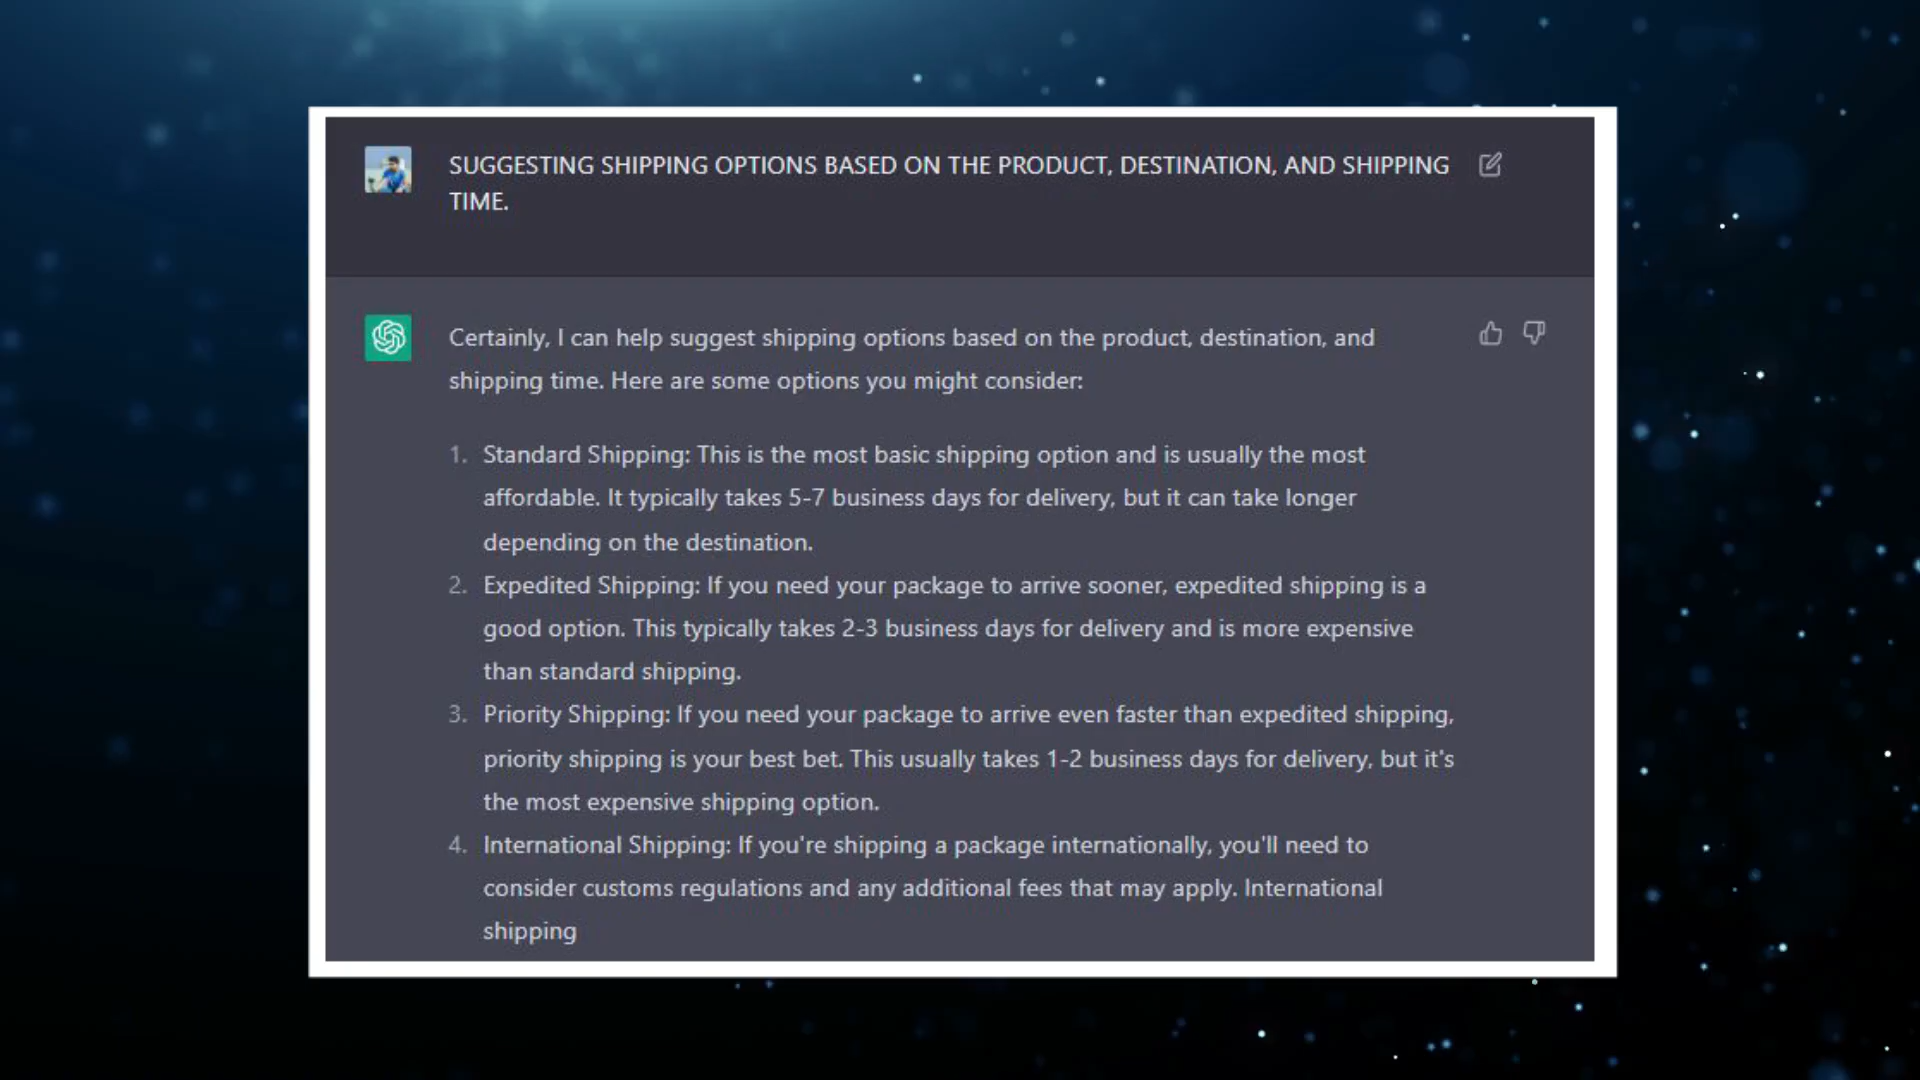 SUGGESTING SHIPPING OPTIONS BASED ON THE PRODUCT, DESTINATION, AND SHIPPING
TIME.
Certainly, I can help suggest shipping options based on the product, destination, and
shipping time. Here are some options you might consider:
1. Standard Shipping: This is the most basic shipping option and is usually the most
affordable. It typically takes 5-7 business days for delivery, but it can take longer
depending on the destination.
2. Expedited Shipping: If you need your package to arrive sooner, expedited shipping is a
good option. This typically takes 2-3 business days for delivery and is more expensive
than standard shipping.
3. Priority Shipping: If you need your package to arrive even faster than expedited shipping,
priority shipping is your best bet. This usually takes 1-2 business days for delivery, but it's
the most expensive shipping option.
4. International Shipping: If you're shipping a package internationally, you'll need to
consider customs regulations and any additional fees that may apply. International
shipping